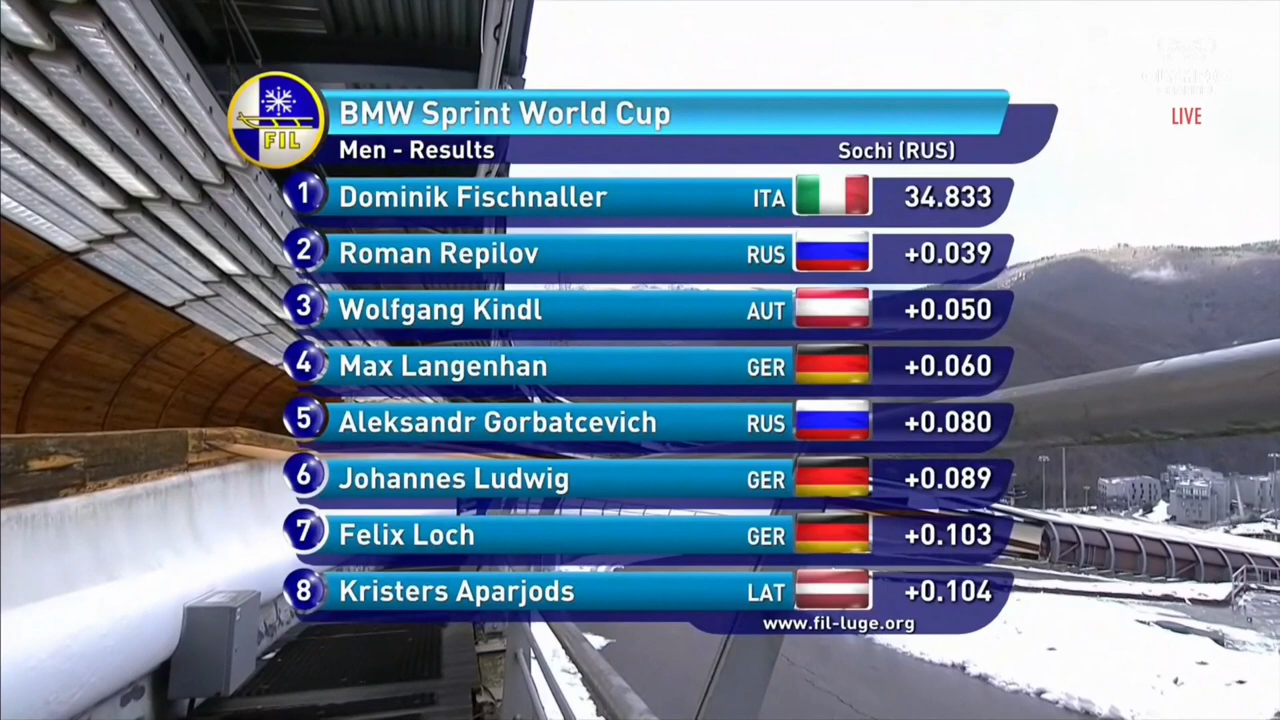 BMW Sprint World Cup
LIVE
FIL
Men - Results Sochi (RUS)
1 Dominik Fischnaller ITA 34.833
2 Roman Repilov RUS +0.039
3 Wolfgang Kindl AUT +0.050
4 Max Langenhan GER +0.060
5 Aleksandr Gorbatcevich RUS +0.080
6 Johannes Ludwig GER +0.089
7 Felix Loch GER +0.103
8 Kristers Aparjods LAT +0.104
www.fil-luge.org